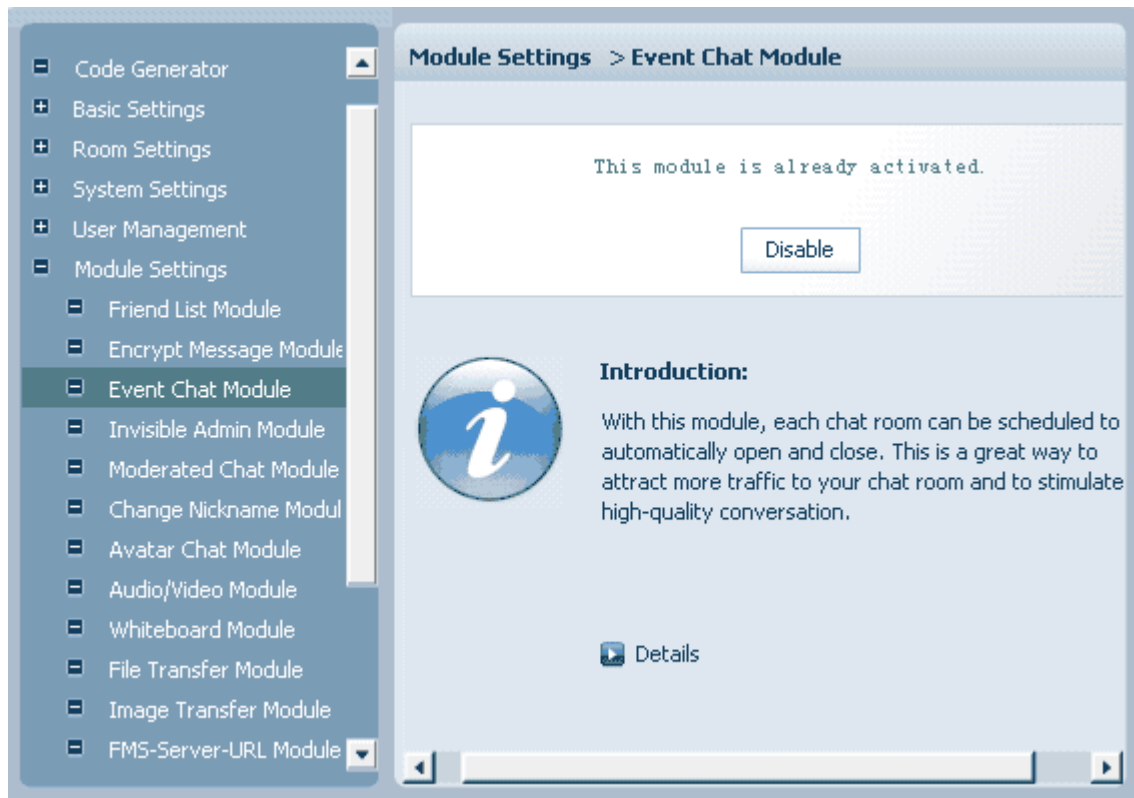 Code Generator
Basic Settings
Room Settings
System Settings
User Management
Module Settings
Friend List Module
Encrypt Message Module
Event Chat Module
Invisible Admin Module
Moderated Chat Module
Change Nickname Modul
Avatar Chat Module
Audio/Video Module
Whiteboard Module
File Transfer Module
Image Transfer Module
FMS-Server-URL Module
Module Settings > Event Chat Module
This module is already activated.
Disable
Introduction:
With this module, each chat room can be scheduled to
automatically open and close. This is a great way to
attract more traffic to your chat room and to stimulate
high-quality conversation.
Details